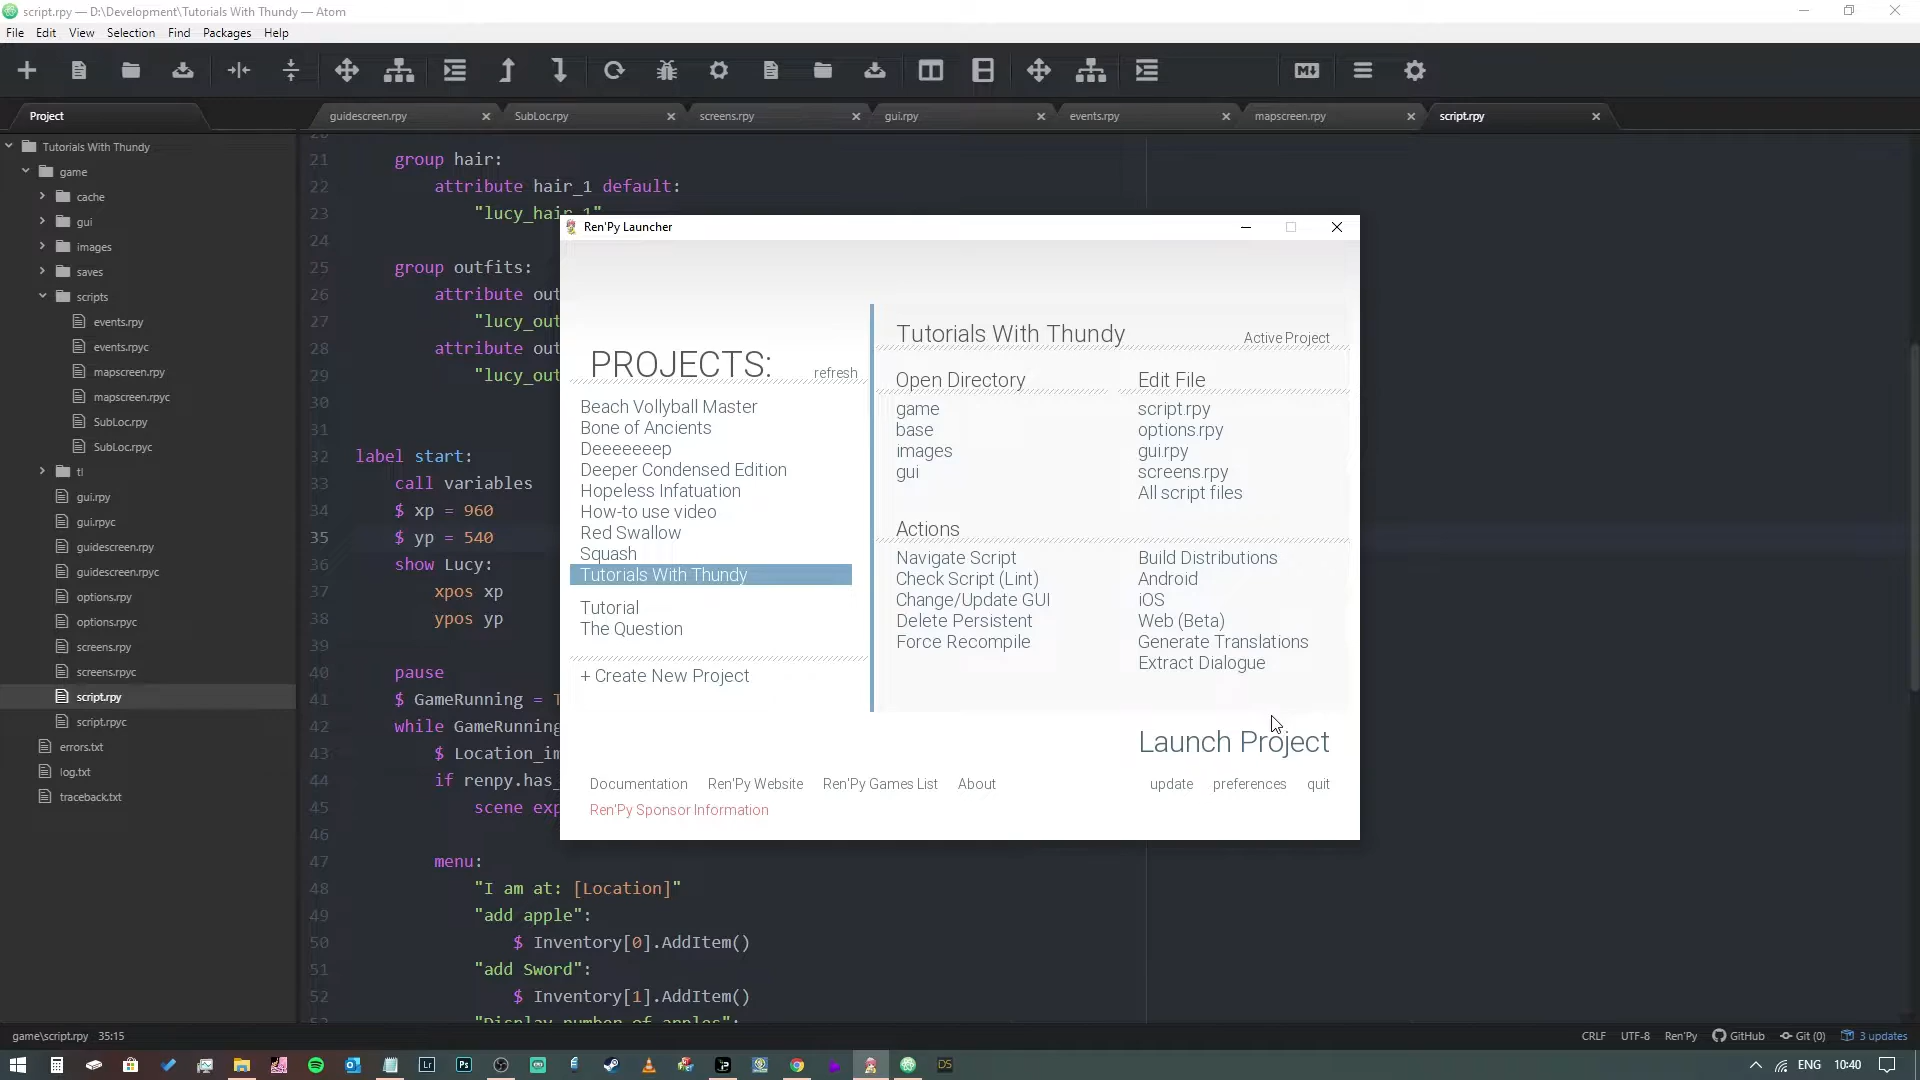 script.rpy — D:\Development\Tutorials With Thundy — Atom
File Edit View Selection Find Packages Help
Project
guidescreen.rpy SubLoc.rpy screens.rpy gui.rpy events.rpy mapscreen.rpy script.rpy
Tutorials With Thundy
game
cache
gui
images
saves
scripts
events.rpy
events.rpyc
mapscreen.rpy
mapscreen.rpyc
SubLoc.rpy
SubLoc.rpyc
tl
gui.rpy
gui.rpyc
guidescreen.rpy
guidescreen.rpyc
options.rpy
options.rpyc
screens.rpy
screens.rpyc
script.rpy
script.rpyc
errors.txt
log.txt
traceback.txt
21 group hair:
22 attribute hair_1 default:
23 "lucy_hair_1"
24
25 group outfits:
26 attribute out
27 "lucy_out
28 attribute out
29 "lucy_out
30
31
32 label start:
33 call variables
34 $ xp = 960
35 $ yp = 540
36 show Lucy:
37 xpos xp
38 ypos yp
39
40 pause
41 $ GameRunning =
42 while GameRunning
43 $ Location_im
44 if renpy.has_
45 scene exp
46
47 menu:
48 "I am at: [Location]"
49 "add apple":
50 $ Inventory[0].AddItem()
51 "add Sword":
52 $ Inventory[1].AddItem()
"Display number of apples":
Ren'Py Launcher
PROJECTS:
refresh
Beach Vollyball Master
Bone of Ancients
Deeeeeeep
Deeper Condensed Edition
Hopeless Infatuation
How-to use video
Red Swallow
Squash
Tutorials With Thundy
Tutorial
The Question
+ Create New Project
Tutorials With Thundy
Active Project
Open Directory
game
base
images
gui
Edit File
script.rpy
options.rpy
gui.rpy
screens.rpy
All script files
Actions
Navigate Script
Check Script (Lint)
Change/Update GUI
Delete Persistent
Force Recompile
Build Distributions
Android
iOS
Web (Beta)
Generate Translations
Extract Dialogue
Launch Project
Documentation Ren'Py Website Ren'Py Games List About
update preferences quit
Ren'Py Sponsor Information
game\script.rpy 35:15
CRLF UTF-8 Ren'Py GitHub Git (0) 3 updates
Lr Ps DS
ENG 10:40